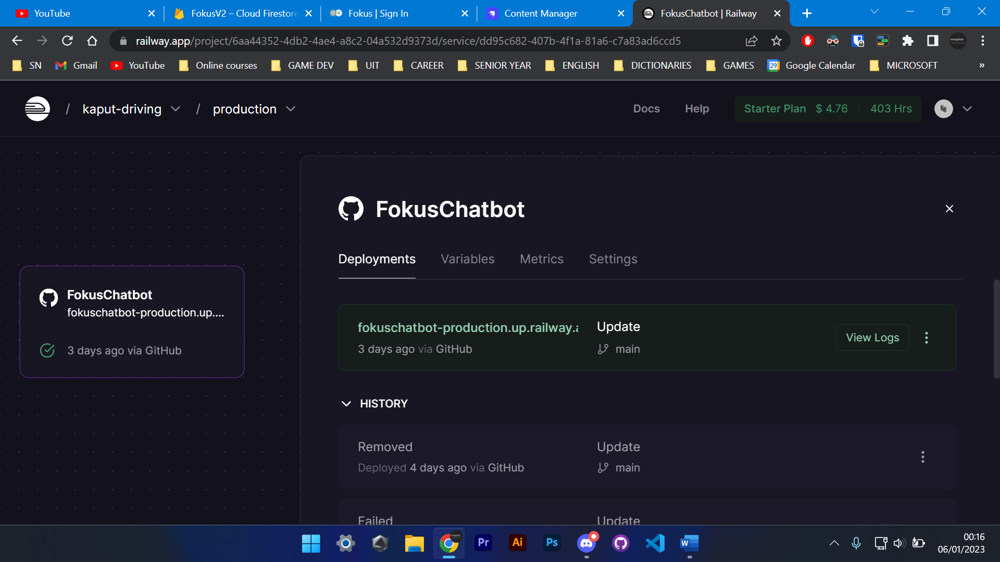 YouTube
FokusV2 – Cloud Firestore
Fokus | Sign In
Content Manager
FokusChatbot | Railway
railway.app/project/6aa44352-4db2-4ae4-a8c2-04a532d9373d/service/dd95c682-407b-4f1a-81a6-c7a83ad6ccd5
SN
Gmail
YouTube
Online courses
GAME DEV
UIT
CAREER
SENIOR YEAR
ENGLISH
DICTIONARIES
GAMES
Google Calendar
MICROSOFT
»
/ kaput-driving / production
Docs
Help
Starter Plan $ 4.76 403 Hrs
FokusChatbot
Deployments
Variables
Metrics
Settings
FokusChatbot
fokuschatbot-production.up....
3 days ago via GitHub
fokuschatbot-production.up.railway.a
Update
3 days ago via GitHub
main
View Logs
HISTORY
Removed
Update
Deployed 4 days ago via GitHub
main
Failed
Update
Pr
Ai
Ps
00:16
06/01/2023